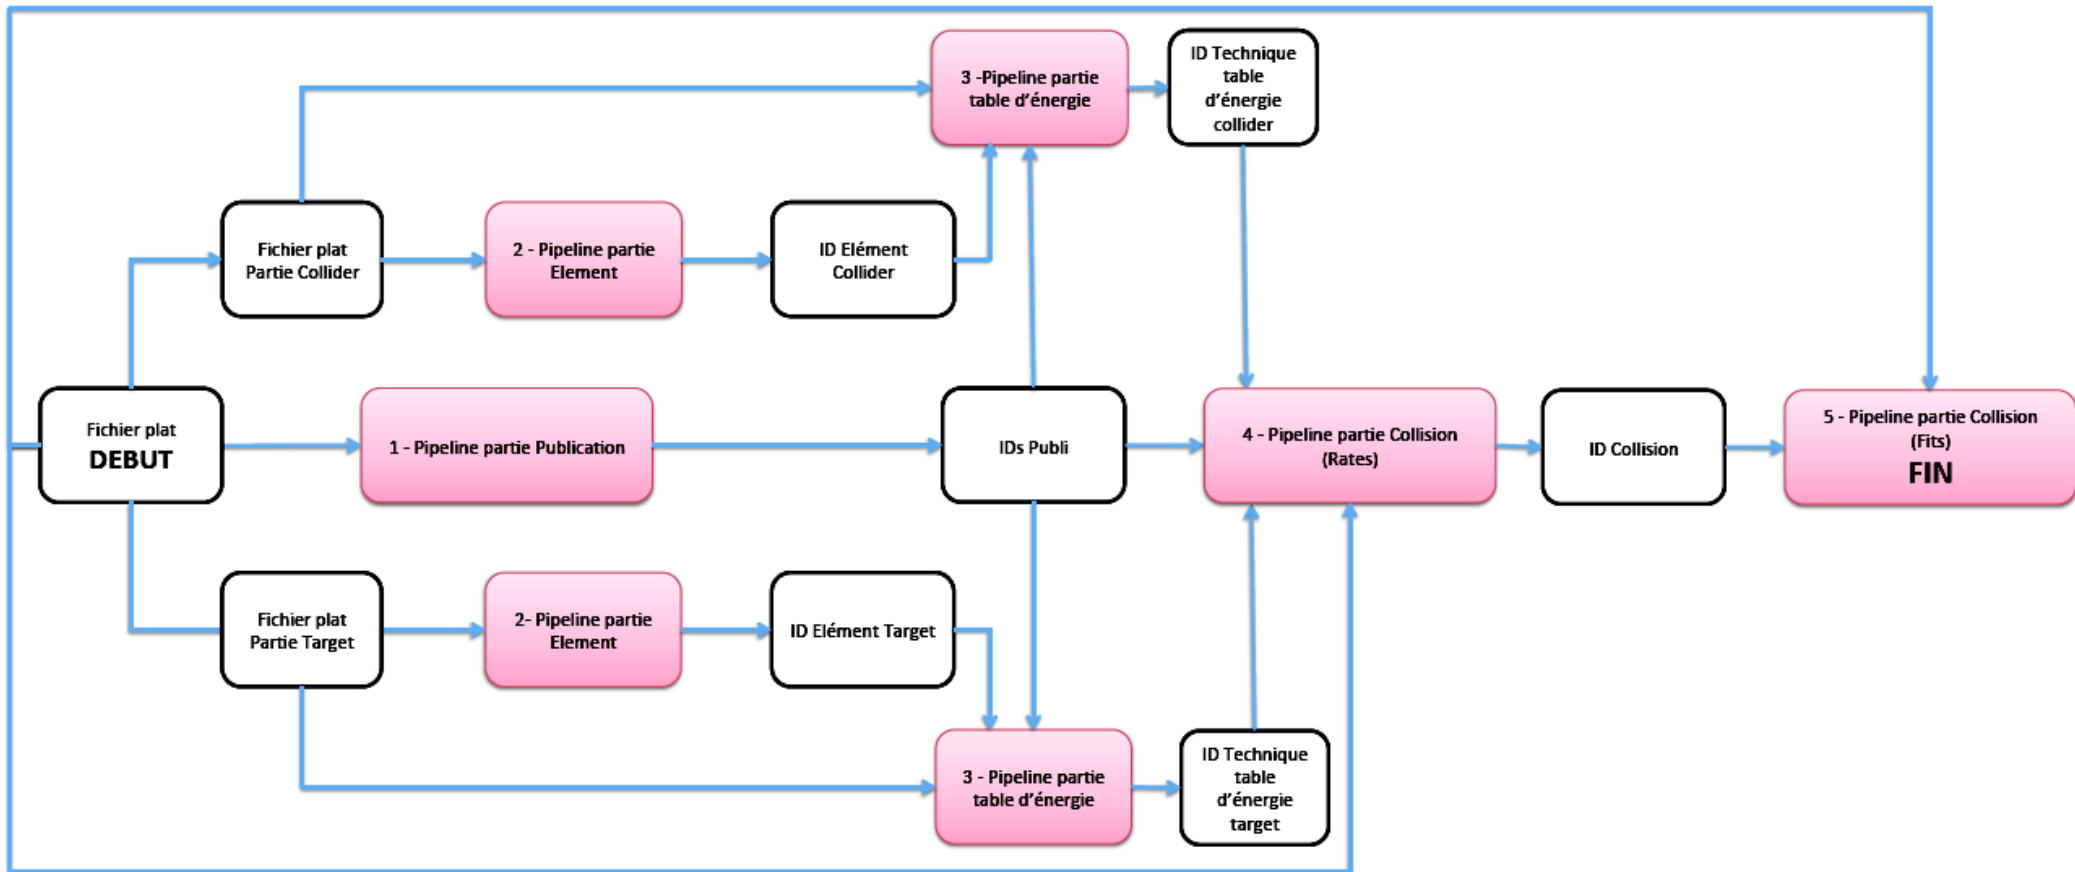 3 -Pipeline partie
table d'énergie
ID Technique
table
d'énergie
collider
Fichier plat
Partie Collider
2 - Pipeline partie
Element
ID Elément
Collider
Fichier plat
DEBUT
1 - Pipeline partie Publication
IDs Publi
4 - Pipeline partie Collision
(Rates)
ID Collision
5 - Pipeline partie Collision
(Fits)
FIN
Fichier plat
Partie Target
2- Pipeline partie
Element
ID Elément Target
3 - Pipeline partie
table d'énergie
ID Technique
table
d'énergie
target